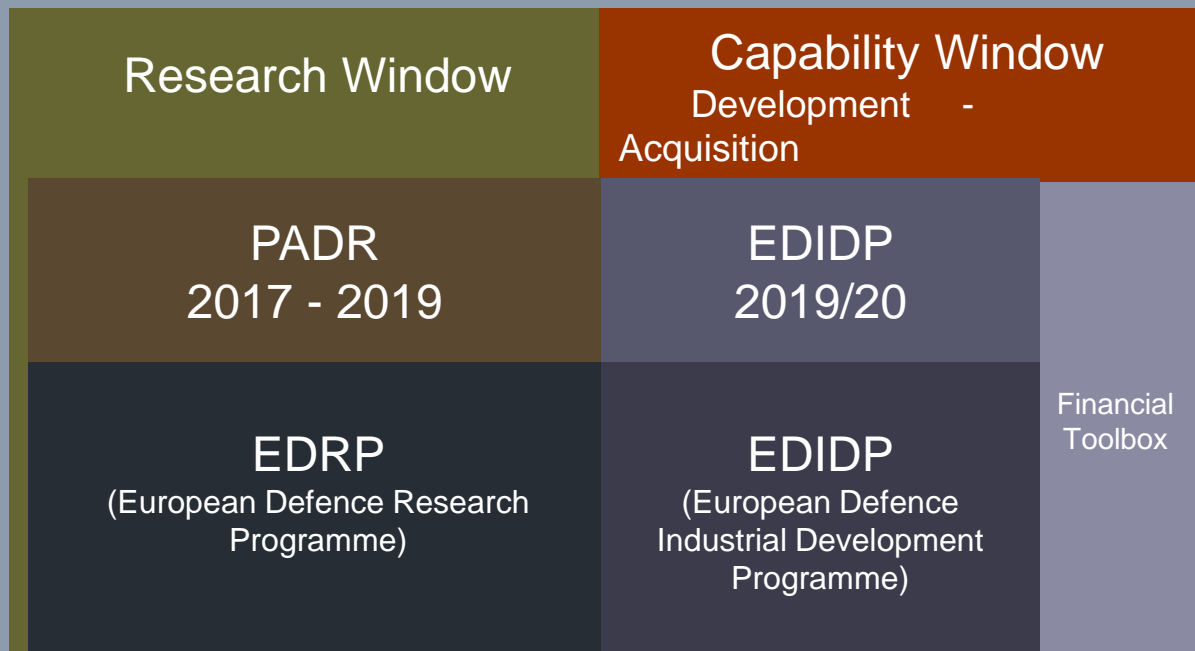 Research Window
Capability Window
Development -
Acquisition
PADR
2017 - 2019
EDIDP
2019/20
EDRP
(European Defence Research
Programme)
EDIDP
(European Defence
Industrial Development
Programme)
Financial
Toolbox